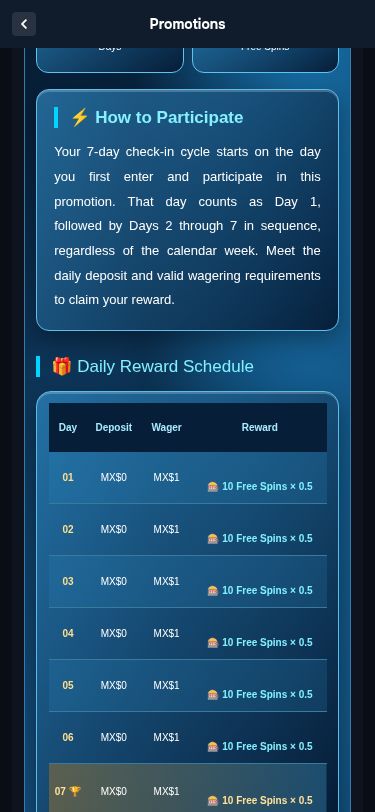 Promotions
Days Free Spins
⚡ How to Participate
Your 7-day check-in cycle starts on the day
you first enter and participate in this
promotion. That day counts as Day 1,
followed by Days 2 through 7 in sequence,
regardless of the calendar week. Meet the
daily deposit and valid wagering requirements
to claim your reward.
🎁 Daily Reward Schedule
Day Deposit Wager Reward
01 MX$0 MX$1 🎰 10 Free Spins × 0.5
02 MX$0 MX$1 🎰 10 Free Spins × 0.5
03 MX$0 MX$1 🎰 10 Free Spins × 0.5
04 MX$0 MX$1 🎰 10 Free Spins × 0.5
05 MX$0 MX$1 🎰 10 Free Spins × 0.5
06 MX$0 MX$1 🎰 10 Free Spins × 0.5
07 🏆 MX$0 MX$1 🎰 10 Free Spins × 0.5